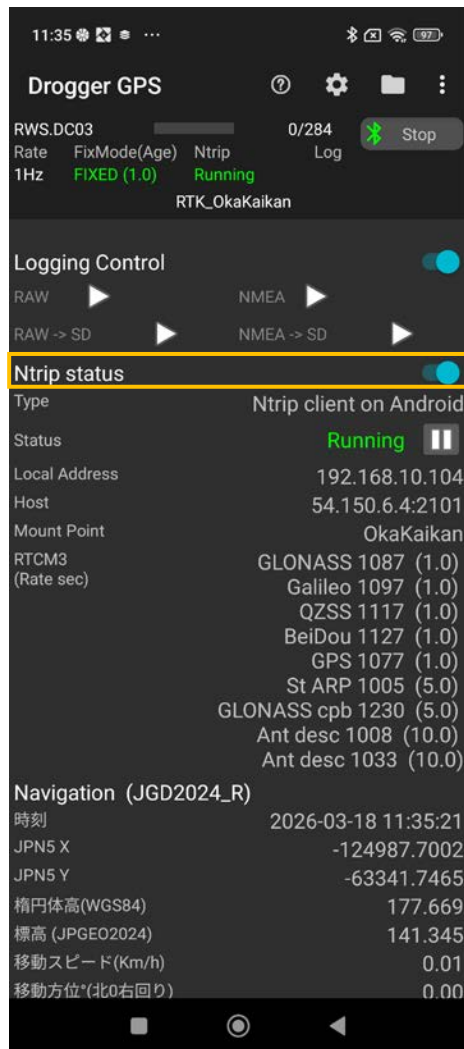 11:35 97
Drogger GPS
RWS.DC03 0/284 Stop
Rate FixMode(Age) Ntrip Log
1Hz FIXED (1.0) Running
RTK_OkaKaikan
Logging Control
RAW NMEA
RAW -> SD NMEA -> SD
Ntrip status
Type Ntrip client on Android
Status Running
Local Address 192.168.10.104
Host 54.150.6.4:2101
Mount Point OkaKaikan
RTCM3 GLONASS 1087 (1.0)
(Rate sec) Galileo 1097 (1.0)
QZSS 1117 (1.0)
BeiDou 1127 (1.0)
GPS 1077 (1.0)
St ARP 1005 (5.0)
GLONASS cpb 1230 (5.0)
Ant desc 1008 (10.0)
Ant desc 1033 (10.0)
Navigation (JGD2024_R)
時刻 2026-03-18 11:35:21
JPN5 X -124987.7002
JPN5 Y -63341.7465
楕円体高(WGS84) 177.669
標高 (JPGEO2024) 141.345
移動スピード(Km/h) 0.01
移動方位°(北0右回り) 0.00